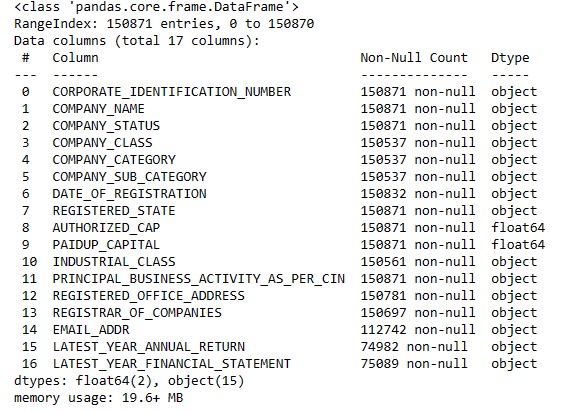 <class 'pandas.core.frame.DataFrame'>
RangeIndex: 150871 entries, 0 to 150870
Data columns (total 17 columns):
 #   Column                                 Non-Null Count   Dtype
---  ------                                 --------------   -----
 0   CORPORATE_IDENTIFICATION_NUMBER        150871 non-null  object
 1   COMPANY_NAME                           150871 non-null  object
 2   COMPANY_STATUS                         150871 non-null  object
 3   COMPANY_CLASS                          150537 non-null  object
 4   COMPANY_CATEGORY                       150537 non-null  object
 5   COMPANY_SUB_CATEGORY                   150537 non-null  object
 6   DATE_OF_REGISTRATION                   150832 non-null  object
 7   REGISTERED_STATE                       150871 non-null  object
 8   AUTHORIZED_CAP                         150871 non-null  float64
 9   PAIDUP_CAPITAL                         150871 non-null  float64
 10  INDUSTRIAL_CLASS                       150561 non-null  object
 11  PRINCIPAL_BUSINESS_ACTIVITY_AS_PER_CIN  150871 non-null  object
 12  REGISTERED_OFFICE_ADDRESS              150781 non-null  object
 13  REGISTRAR_OF_COMPANIES                 150697 non-null  object
 14  EMAIL_ADDR                             112742 non-null  object
 15  LATEST_YEAR_ANNUAL_RETURN              74982 non-null   object
 16  LATEST_YEAR_FINANCIAL_STATEMENT        75089 non-null   object
dtypes: float64(2), object(15)
memory usage: 19.6+ MB